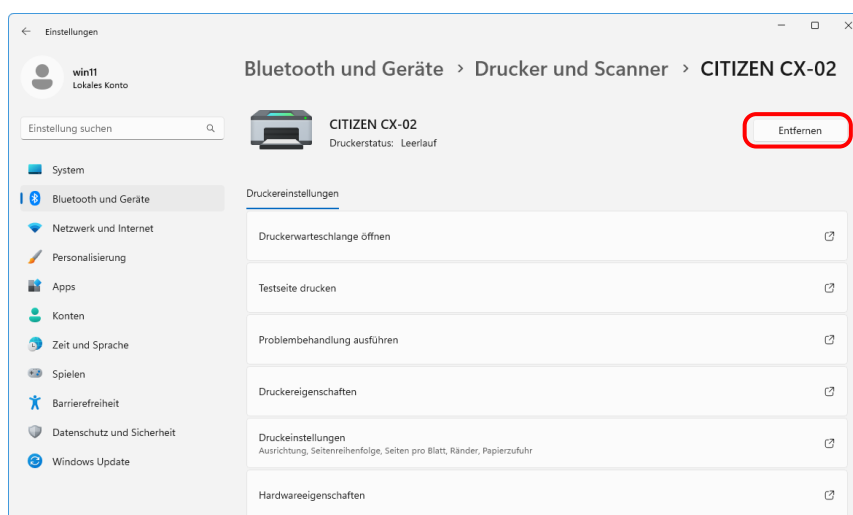 Einstellungen
win11
Lokales Konto
Einstellung suchen
System
Bluetooth und Geräte
Netzwerk und Internet
Personalisierung
Apps
Konten
Zeit und Sprache
Spielen
Barrierefreiheit
Datenschutz und Sicherheit
Windows Update
Bluetooth und Geräte > Drucker und Scanner > CITIZEN CX-02
CITIZEN CX-02
Druckerstatus: Leerlauf
Entfernen
Druckereinstellungen
Druckerwarteschlange öffnen
Testseite drucken
Problembehandlung ausführen
Druckereigenschaften
Druckeinstellungen
Ausrichtung, Seitenreihenfolge, Seiten pro Blatt, Ränder, Papierzufuhr
Hardwareeigenschaften